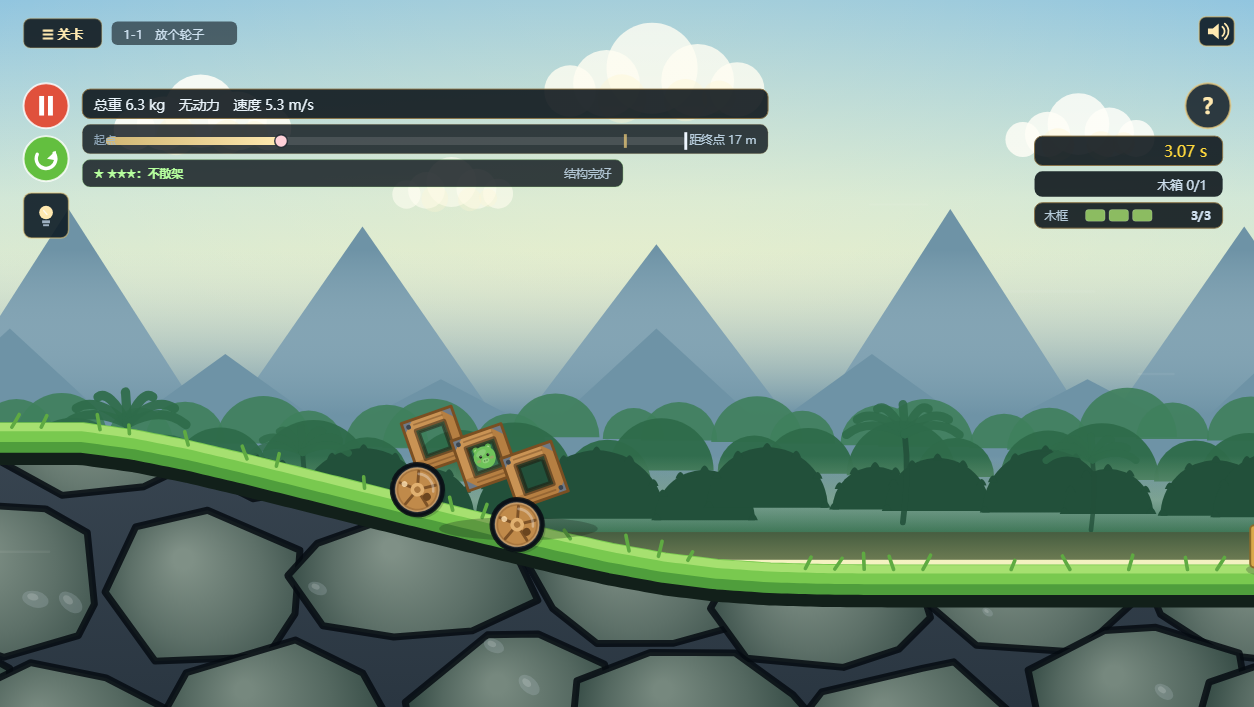 ☰ 关卡
1-1 放个轮子
总重 6.3 kg 无动力 速度 5.3 m/s
距终点 17 m
★ ★★★: 不散架
结构完好
?
3.07 s
木箱 0/1
木框 3/3